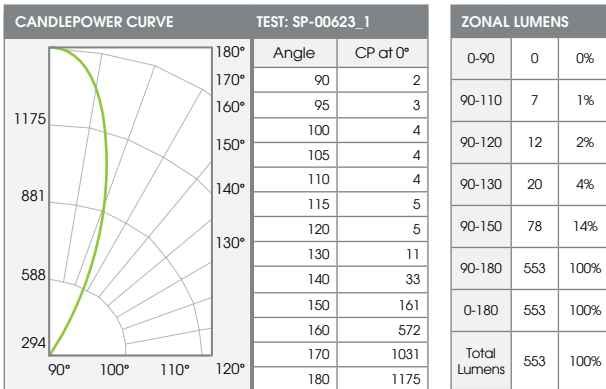 CANDLEPOWER CURVE
180°
170°
160°
1175
150°
140°
881
130°
588
294
90° 100° 110° 120°
TEST: SP-00623_1
Angle CP at 0°
90 2
95 3
100 4
105 4
110 4
115 5
120 5
130 11
140 33
150 161
160 572
170 1031
180 1175
ZONAL LUMENS
0-90 0 0%
90-110 7 1%
90-120 12 2%
90-130 20 4%
90-150 78 14%
90-180 553 100%
0-180 553 100%
Total
Lumens 553 100%